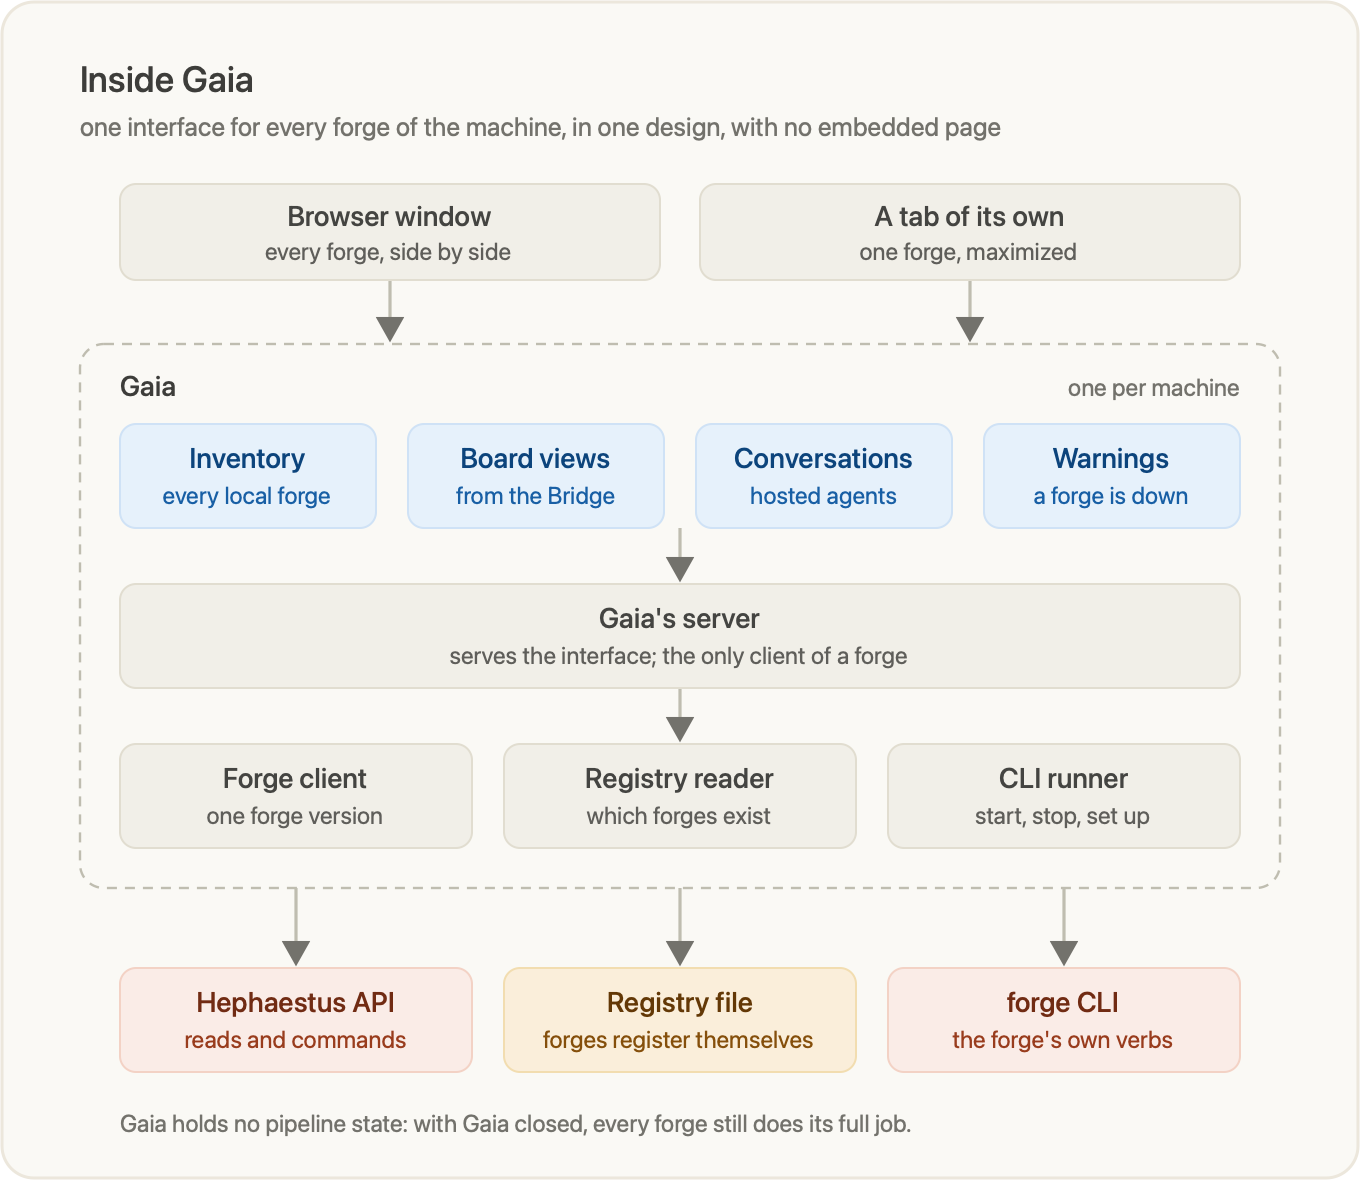 Inside Gaia
one interface for every forge of the machine, in one design, with no embedded page
Browser window
every forge, side by side
A tab of its own
one forge, maximized
Gaia
one per machine
Inventory
every local forge
Board views
from the Bridge
Conversations
hosted agents
Warnings
a forge is down
Gaia's server
serves the interface; the only client of a forge
Forge client
one forge version
Registry reader
which forges exist
CLI runner
start, stop, set up
Hephaestus API
reads and commands
Registry file
forges register themselves
forge CLI
the forge's own verbs
Gaia holds no pipeline state: with Gaia closed, every forge still does its full job.